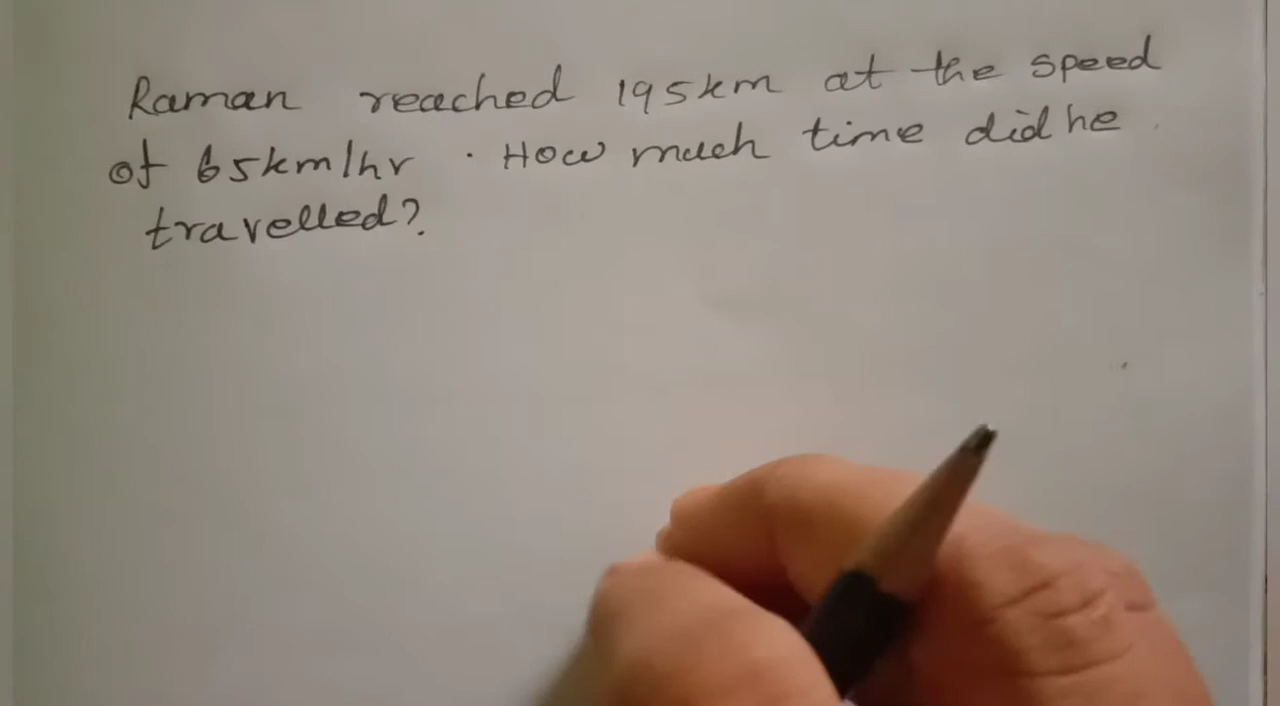 Raman reached 195km at the speed
of 65km/hr . How much time did he
travelled?